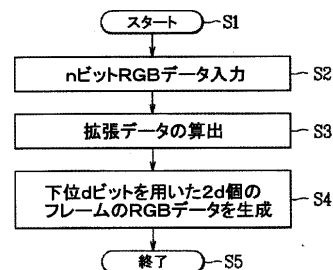 スタート S1
nビットRGBデータ入力 S2
拡張データの算出 S3
下位dビットを用いた2d個の
フレームのRGBデータを生成 S4
終了 S5